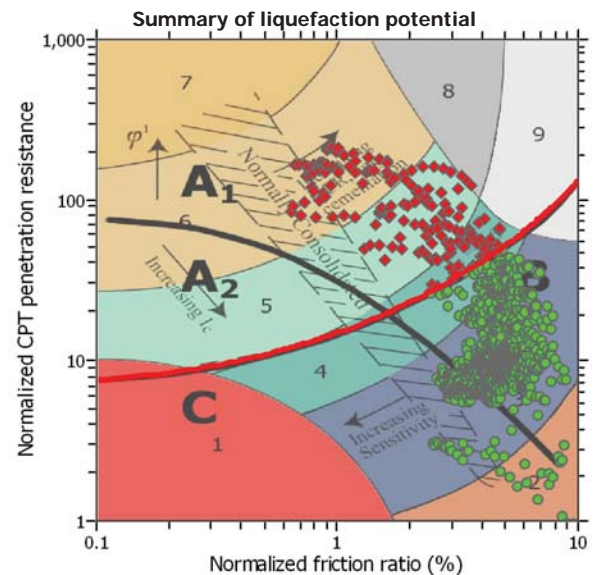 Summary of liquefaction potential
1,000
100
10
1
Normalized CPT penetration resistance
7
8
9
φ'
A1
6
A2
Increasing Ic
5
Normally Consolidated
B
4
C
1
Increasing
Sensitivity
2
0.1
1
10
Normalized friction ratio (%)